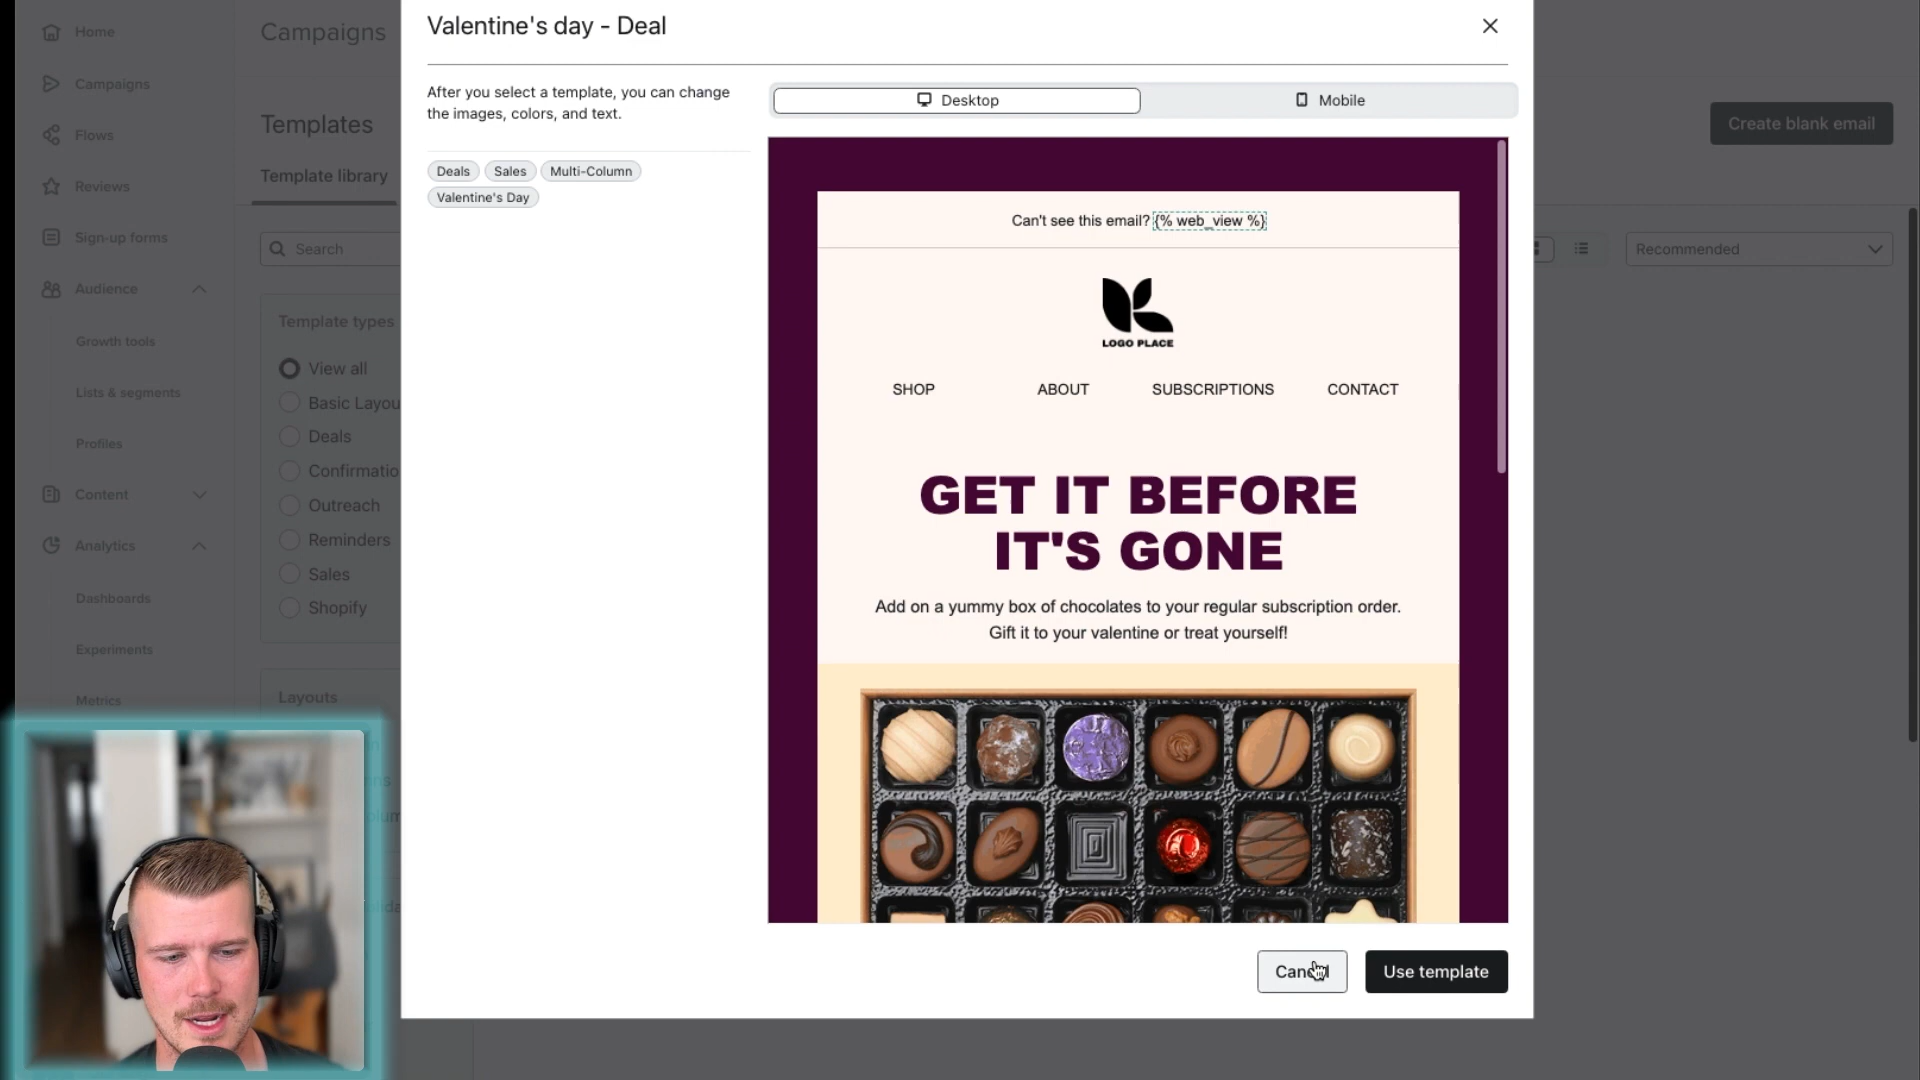 Home
Campaigns
Flows
Reviews
Sign-up forms
Audience
Growth tools
Lists & segments
Profiles
Content
Analytics
Dashboards
Experiments
Metrics
Campaigns
Templates
Template library
Search
Template types
View all
Basic Layou
Deals
Confirmatio
Outreach
Reminders
Sales
Shopify
Layouts
Create blank email
Recommended
Valentine's day - Deal
After you select a template, you can change
the images, colors, and text.
Deals Sales Multi-Column
Valentine's Day
Desktop Mobile
Can't see this email? {% web_view %}
LOGO PLACE
SHOP ABOUT SUBSCRIPTIONS CONTACT
GET IT BEFORE
IT'S GONE
Add on a yummy box of chocolates to your regular subscription order.
Gift it to your valentine or treat yourself!
Cancel Use template